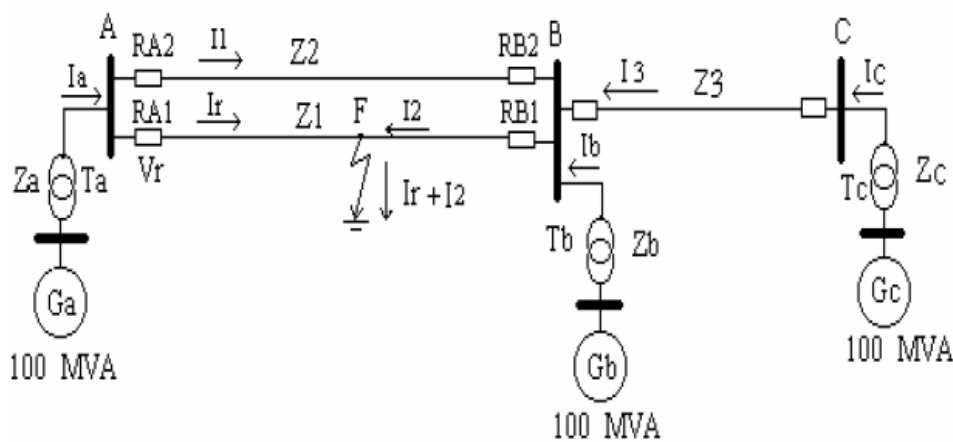 A
B
C
RA2
I1
Z2
RB2
Ia
I3
Z3
Ic
RA1
Ir
Z1
F
I2
RB1
Vr
Ib
Za
Ta
Ir + I2
Tc
Zc
Tb
Zb
Ga
Gc
100 MVA
Gb
100 MVA
100 MVA